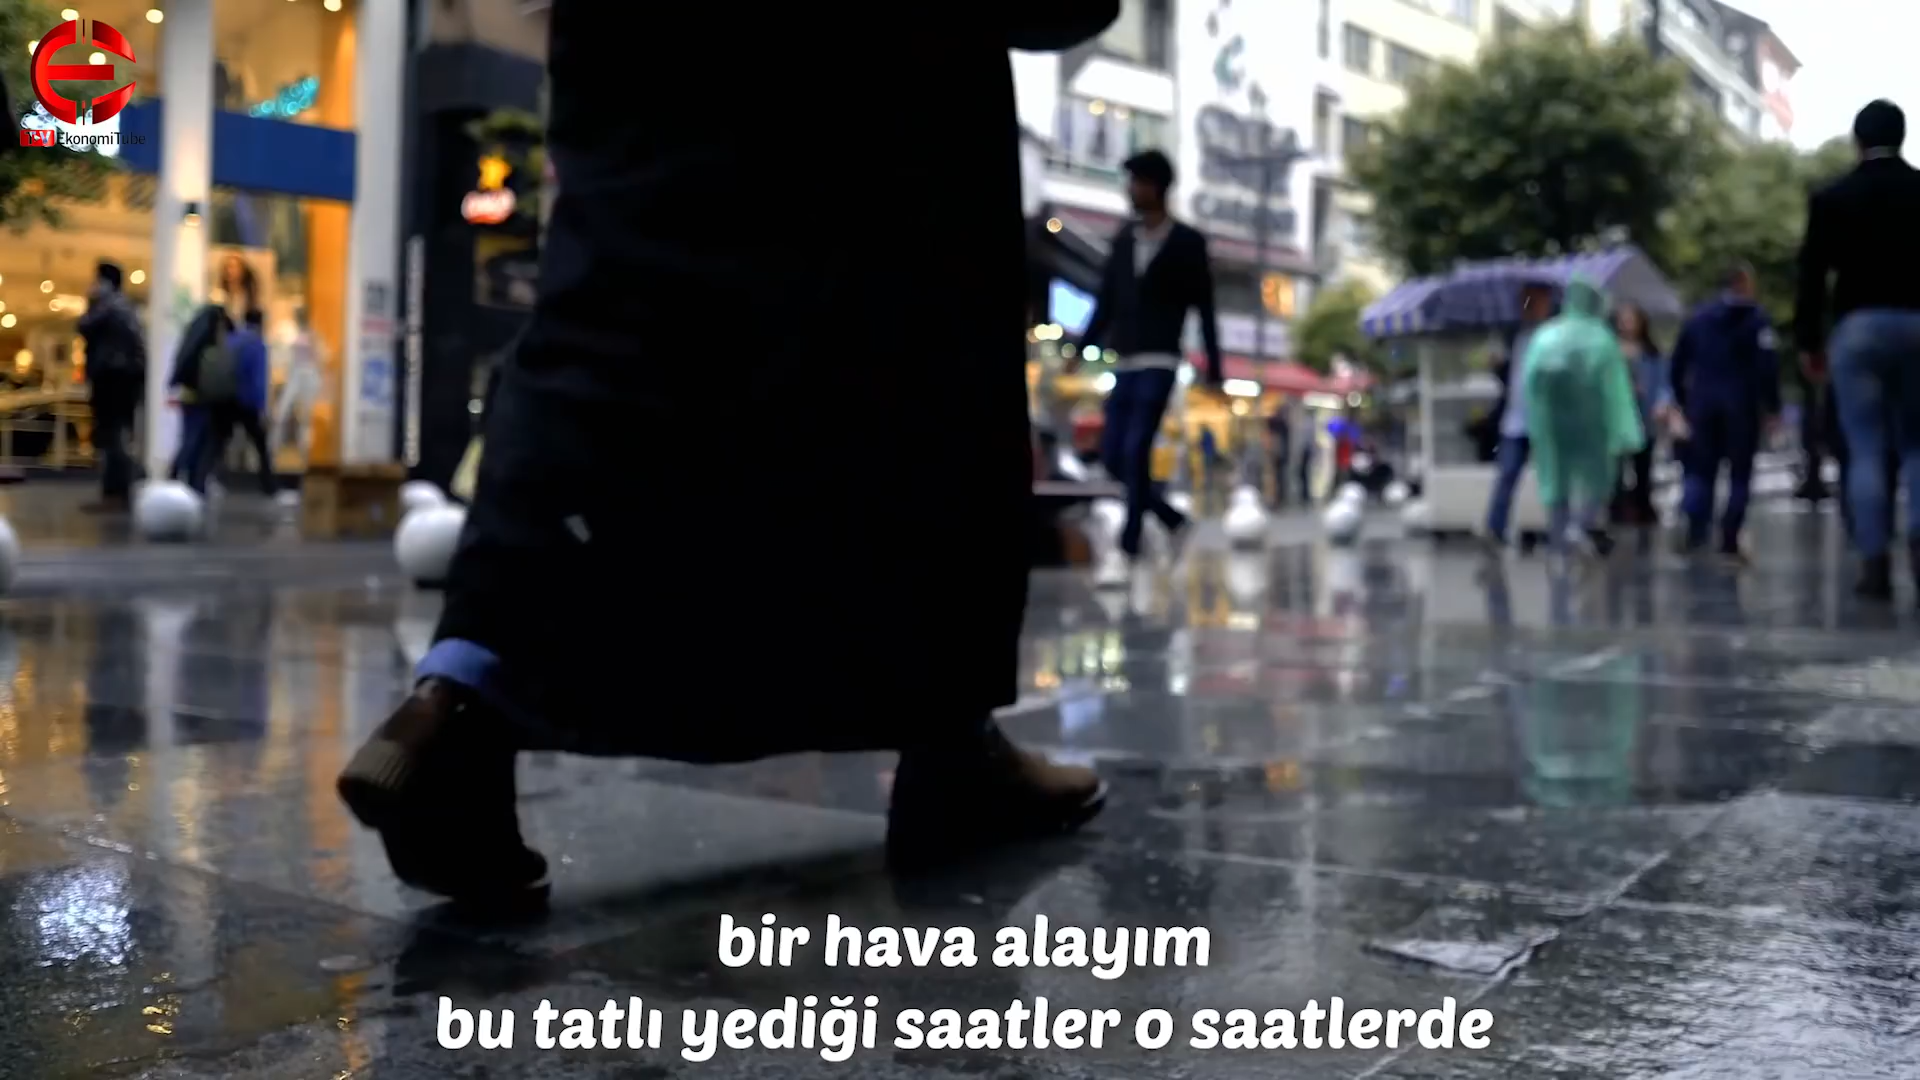 EkonomiTube
bir hava alayım
bu tatlı yediği saatler o saatlerde